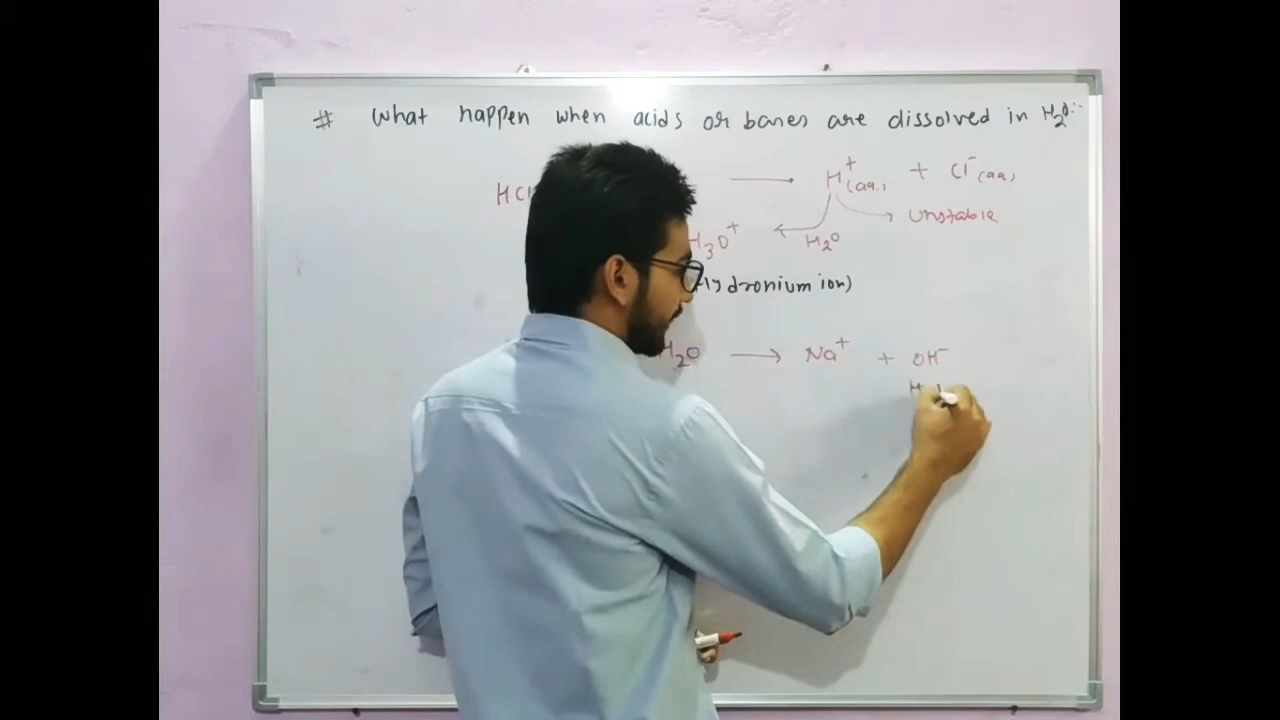 # what happen when acids or bases are dissolved in H₂O:-
HCl ⟶ H⁺(aq.) + Cl⁻(aq.)
H₃O⁺ ⟵ H₂O ⟶ Unstable
(Hydronium ion)
H₂O ⟶ Na⁺ + OH⁻
H